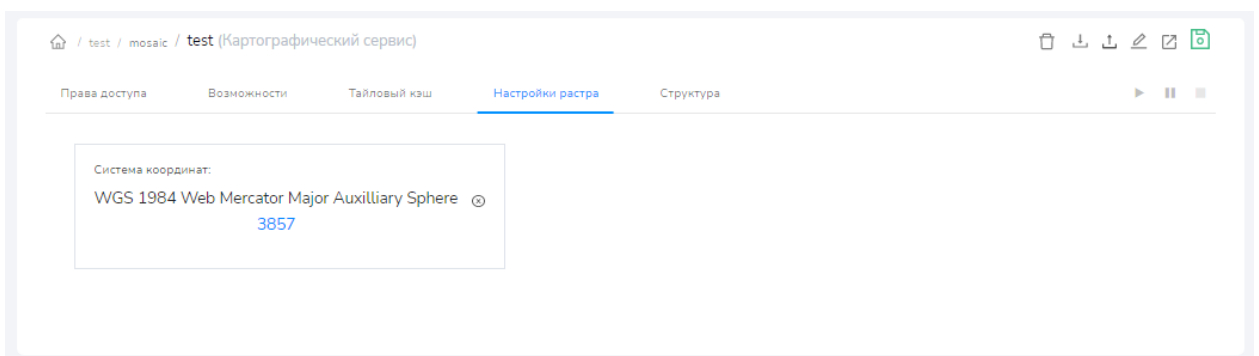 / test / mosaic / test (Картографический сервис)
Права доступа Возможности Тайловый кэш Настройки растра Структура
Система координат:
WGS 1984 Web Mercator Major Auxilliary Sphere
3857